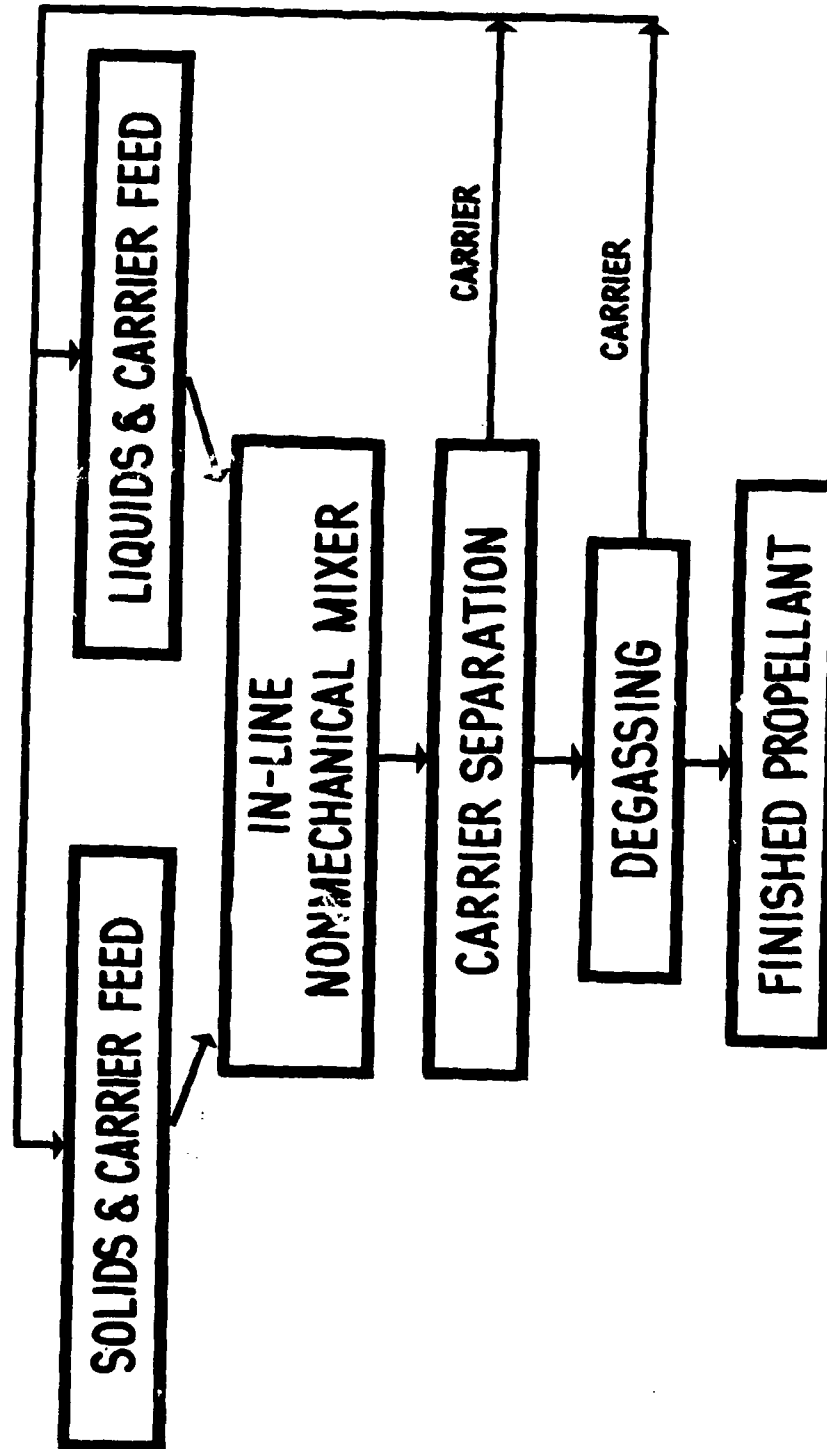 SOLIDS & CARRIER FEED
LIQUIDS & CARRIER FEED
IN-LINE
NONMECHANICAL MIXER
CARRIER SEPARATION
CARRIER
DEGASSING
CARRIER
FINISHED PROPELLANT